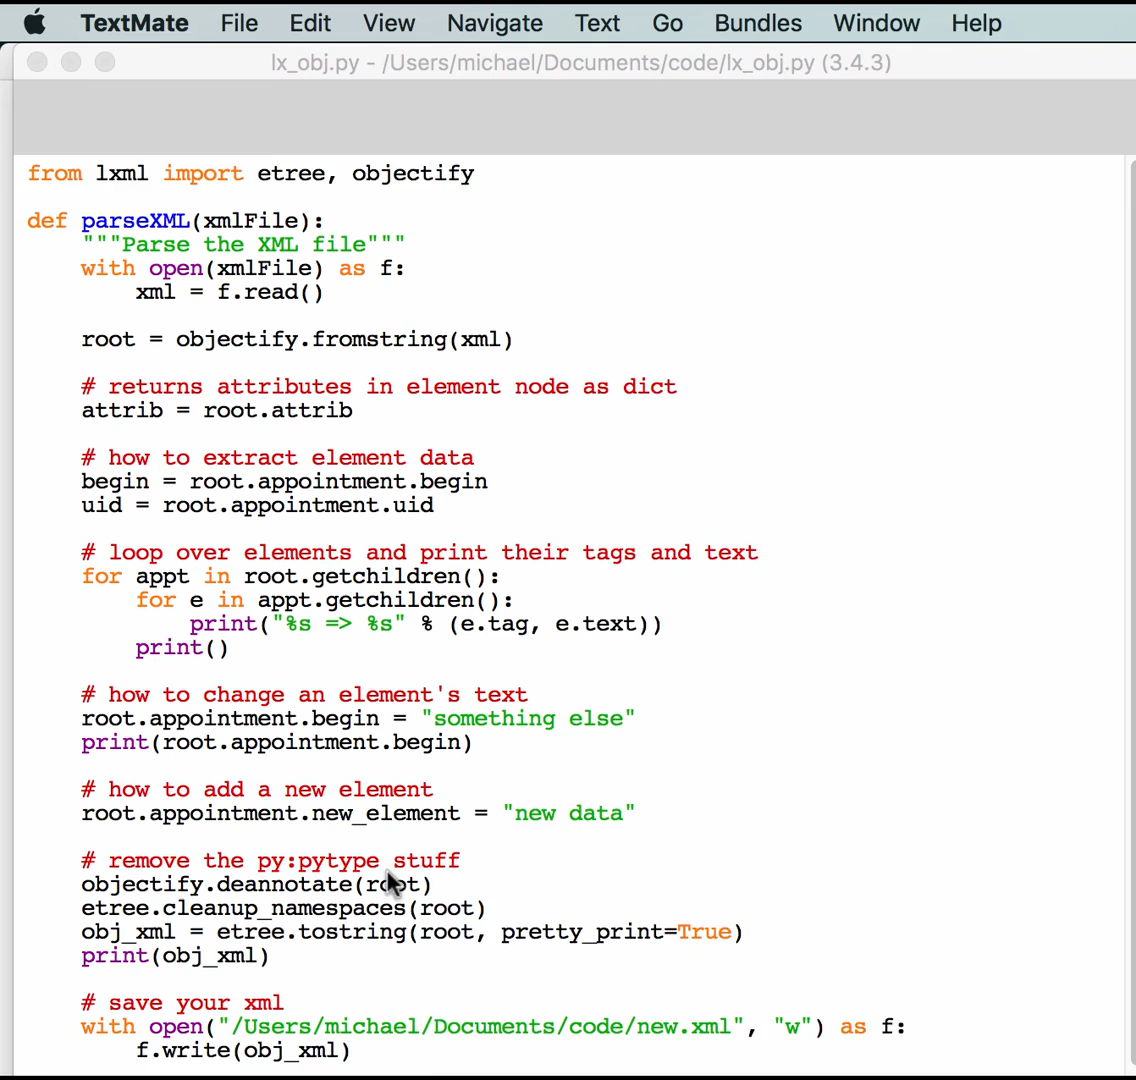 TextMate File Edit View Navigate Text Go Bundles Window Help
lx_obj.py - /Users/michael/Documents/code/lx_obj.py (3.4.3)
from lxml import etree, objectify
def parseXML(xmlFile):
    """Parse the XML file"""
    with open(xmlFile) as f:
        xml = f.read()
    root = objectify.fromstring(xml)
    # returns attributes in element node as dict
    attrib = root.attrib
    # how to extract element data
    begin = root.appointment.begin
    uid = root.appointment.uid
    # loop over elements and print their tags and text
    for appt in root.getchildren():
        for e in appt.getchildren():
            print("%s => %s" % (e.tag, e.text))
        print()
    # how to change an element's text
    root.appointment.begin = "something else"
    print(root.appointment.begin)
    # how to add a new element
    root.appointment.new_element = "new data"
    # remove the py:pytype stuff
    objectify.deannotate(root)
    etree.cleanup_namespaces(root)
    obj_xml = etree.tostring(root, pretty_print=True)
    print(obj_xml)
    # save your xml
    with open("/Users/michael/Documents/code/new.xml", "w") as f:
        f.write(obj_xml)